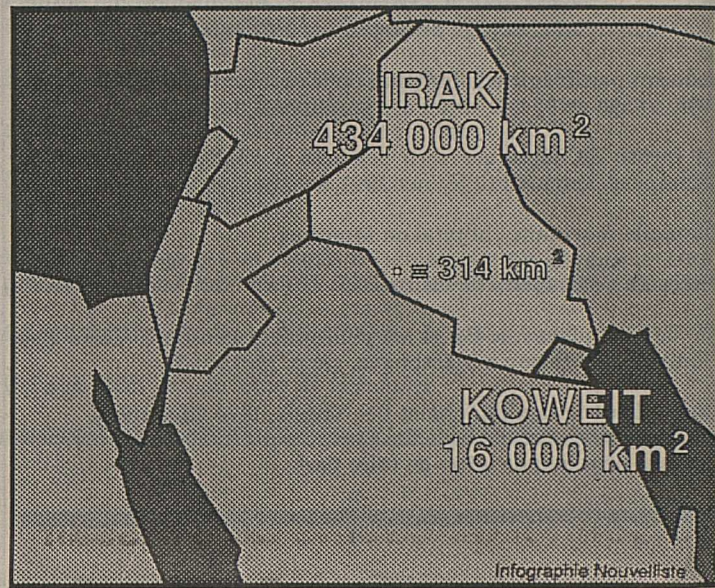 IRAK
434 000 km²
= 314 km²
KOWEIT
16 000 km²
Infographie Nouvelliste